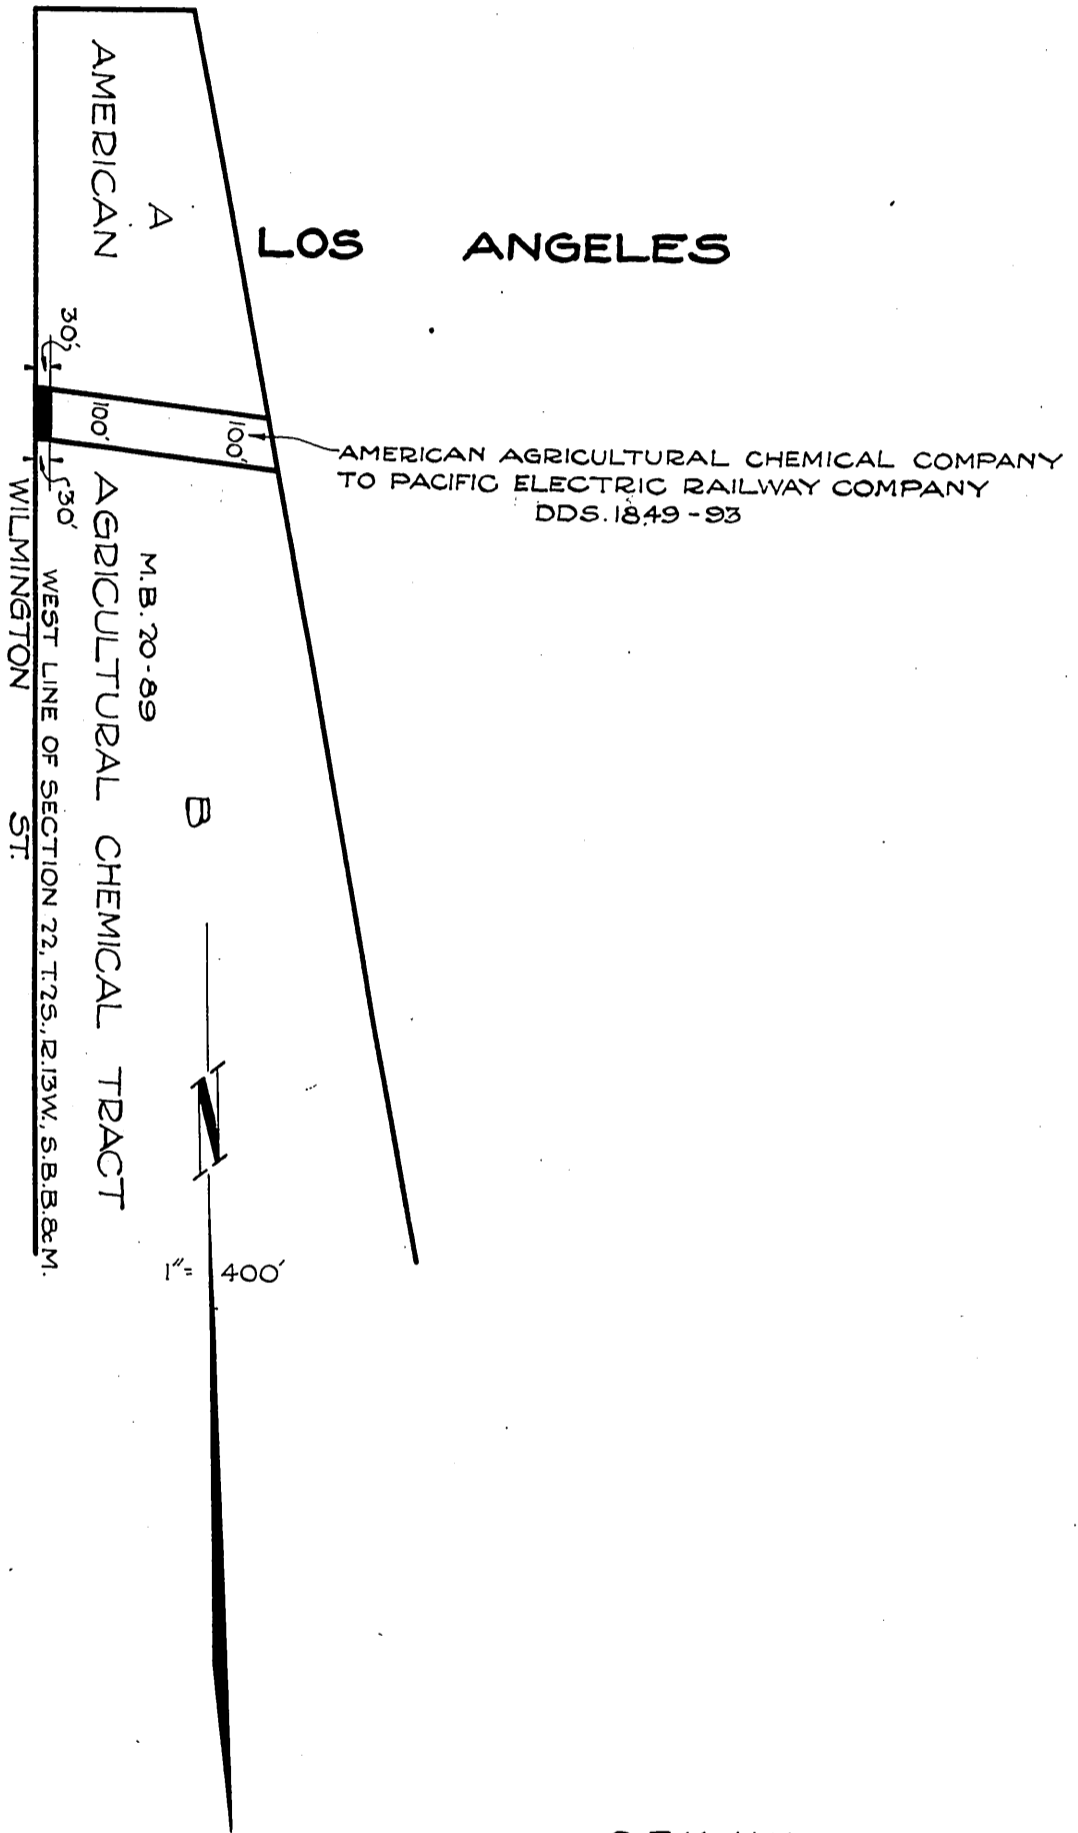 LOS ANGELES
A
AMERICAN AGRICULTURAL CHEMICAL TRACT
30'
100'
100'
30'
AMERICAN AGRICULTURAL CHEMICAL COMPANY
TO PACIFIC ELECTRIC RAILWAY COMPANY
DDS. 1849-93
M.B. 20-89
B
WEST LINE OF SECTION 22, T.2S., R.13W., S.B.B.&M.
WILMINGTON ST.
1"= 400'